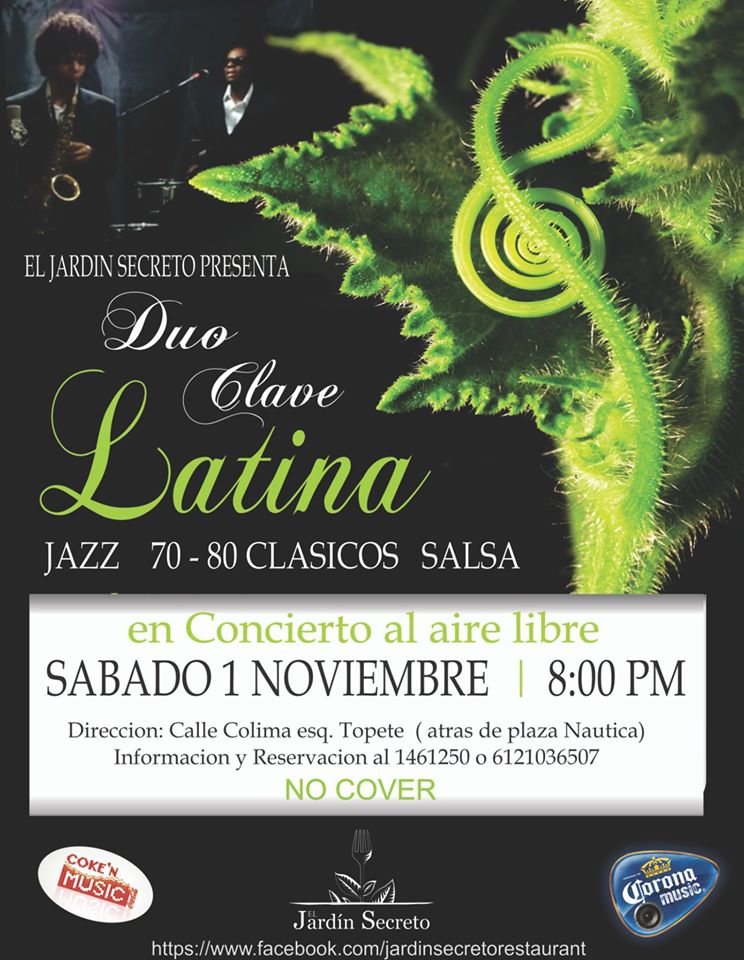 EL JARDIN SECRETO PRESENTA
Duo
Clave
Latina
JAZZ 70 - 80 CLASICOS SALSA
en Concierto al aire libre
SABADO 1 NOVIEMBRE | 8:00 PM
Direccion: Calle Colima esq. Topete ( atras de plaza Nautica)
Informacion y Reservacion al 1461250 o 6121036507
NO COVER
COKE'N
MUSIC
EL
Jardín Secreto
Corona
music
https://www.facebook.com/jardinsecretorestaurant